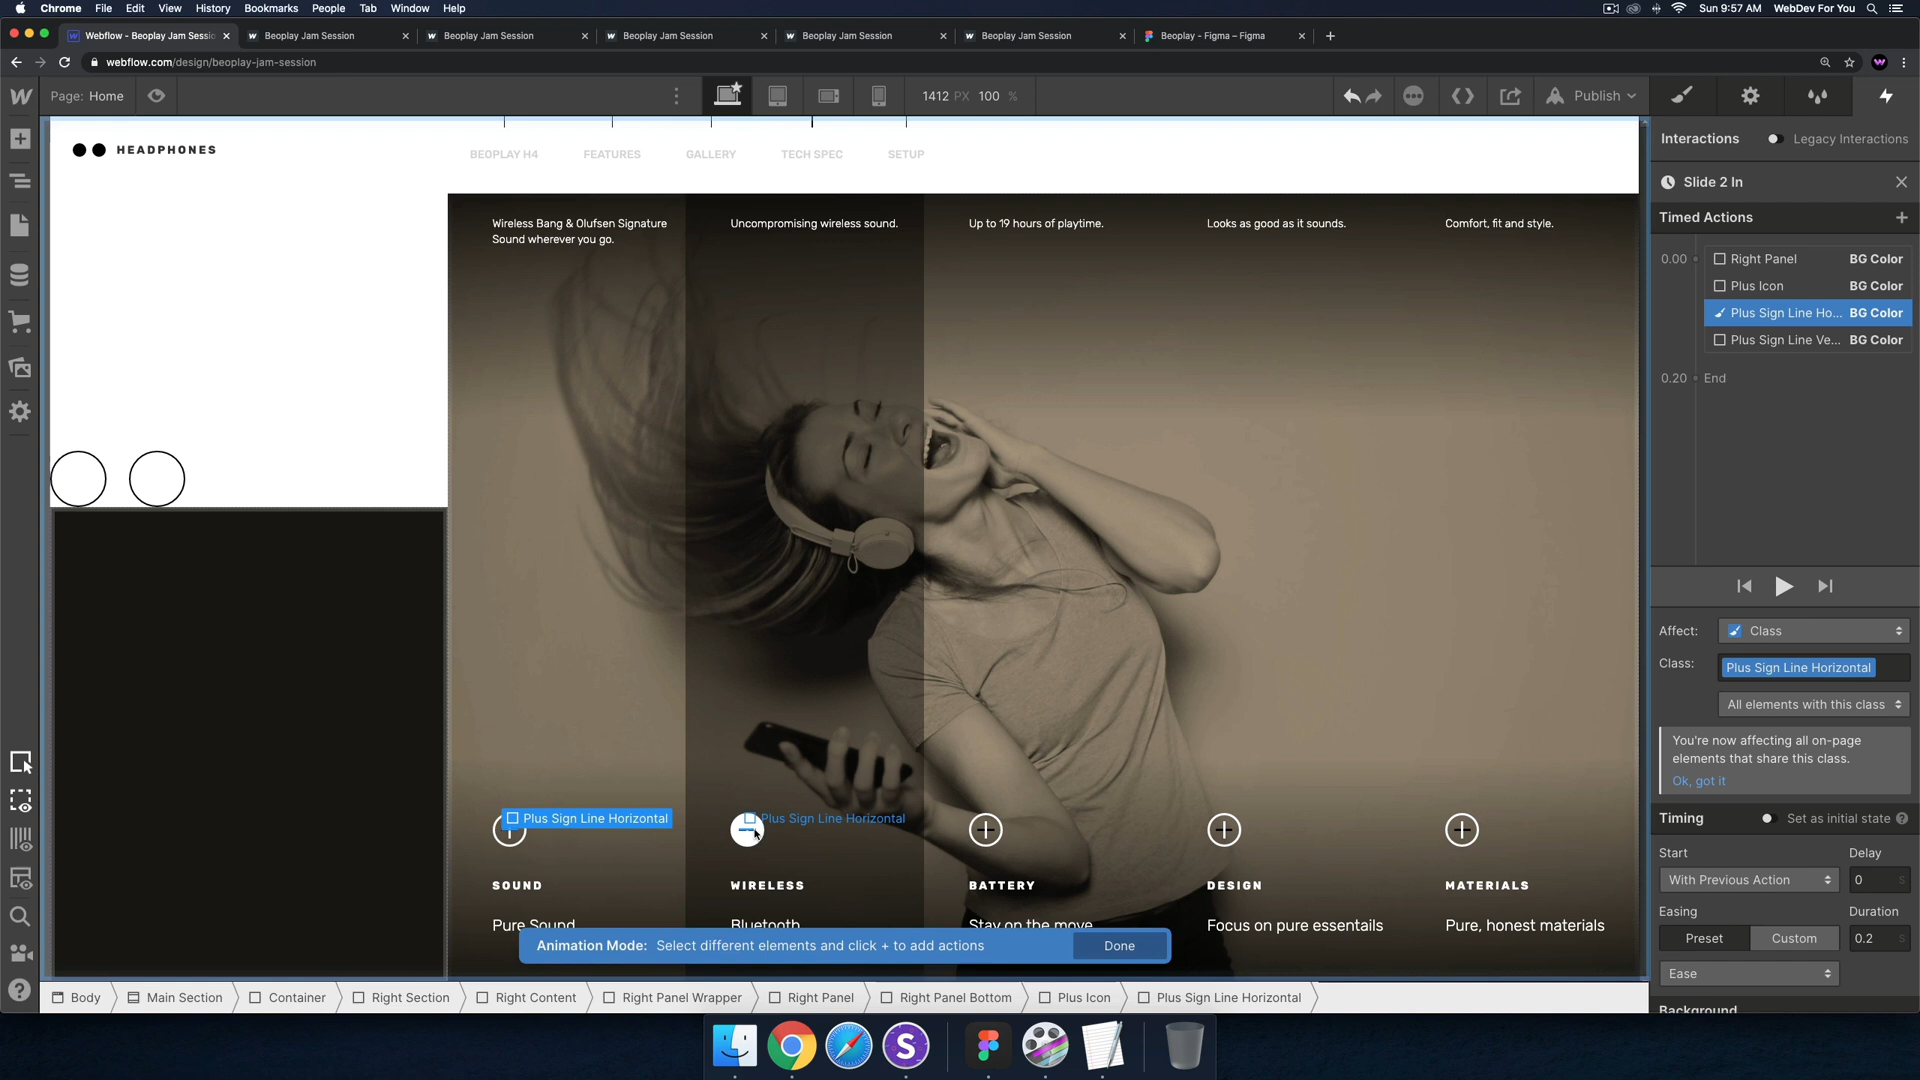 Chrome File Edit View History Bookmarks People Tab Window Help
Sun 9:57 AM WebDev For You
Webflow - Beoplay Jam Sessio
Beoplay Jam Session
Beoplay Jam Session
Beoplay Jam Session
Beoplay Jam Session
Beoplay Jam Session
Beoplay - Figma – Figma
webflow.com/design/beoplay-jam-session
Page: Home
1412 PX 100 %
Publish
HEADPHONES
BEOPLAY H4
FEATURES
GALLERY
TECH SPEC
SETUP
Wireless Bang & Olufsen Signature
Sound wherever you go.
Uncompromising wireless sound.
Up to 19 hours of playtime.
Looks as good as it sounds.
Comfort, fit and style.
Plus Sign Line Horizontal
Plus Sign Line Horizontal
SOUND
WIRELESS
BATTERY
DESIGN
MATERIALS
Pure Sound
Bluetooth
Stay on the move
Focus on pure essentails
Pure, honest materials
Animation Mode: Select different elements and click + to add actions
Done
Body
Main Section
Container
Right Section
Right Content
Right Panel Wrapper
Right Panel
Right Panel Bottom
Plus Icon
Plus Sign Line Horizontal
Interactions
Legacy Interactions
Slide 2 In
Timed Actions
0.00
Right Panel BG Color
Plus Icon BG Color
Plus Sign Line Ho... BG Color
Plus Sign Line Ve... BG Color
0.20 End
Affect: Class
Class: Plus Sign Line Horizontal
All elements with this class
You're now affecting all on-page
elements that share this class.
Ok, got it
Timing
Set as initial state
Start
Delay
With Previous Action
0 S
Easing
Duration
Preset
Custom
0.2 S
Ease
Background